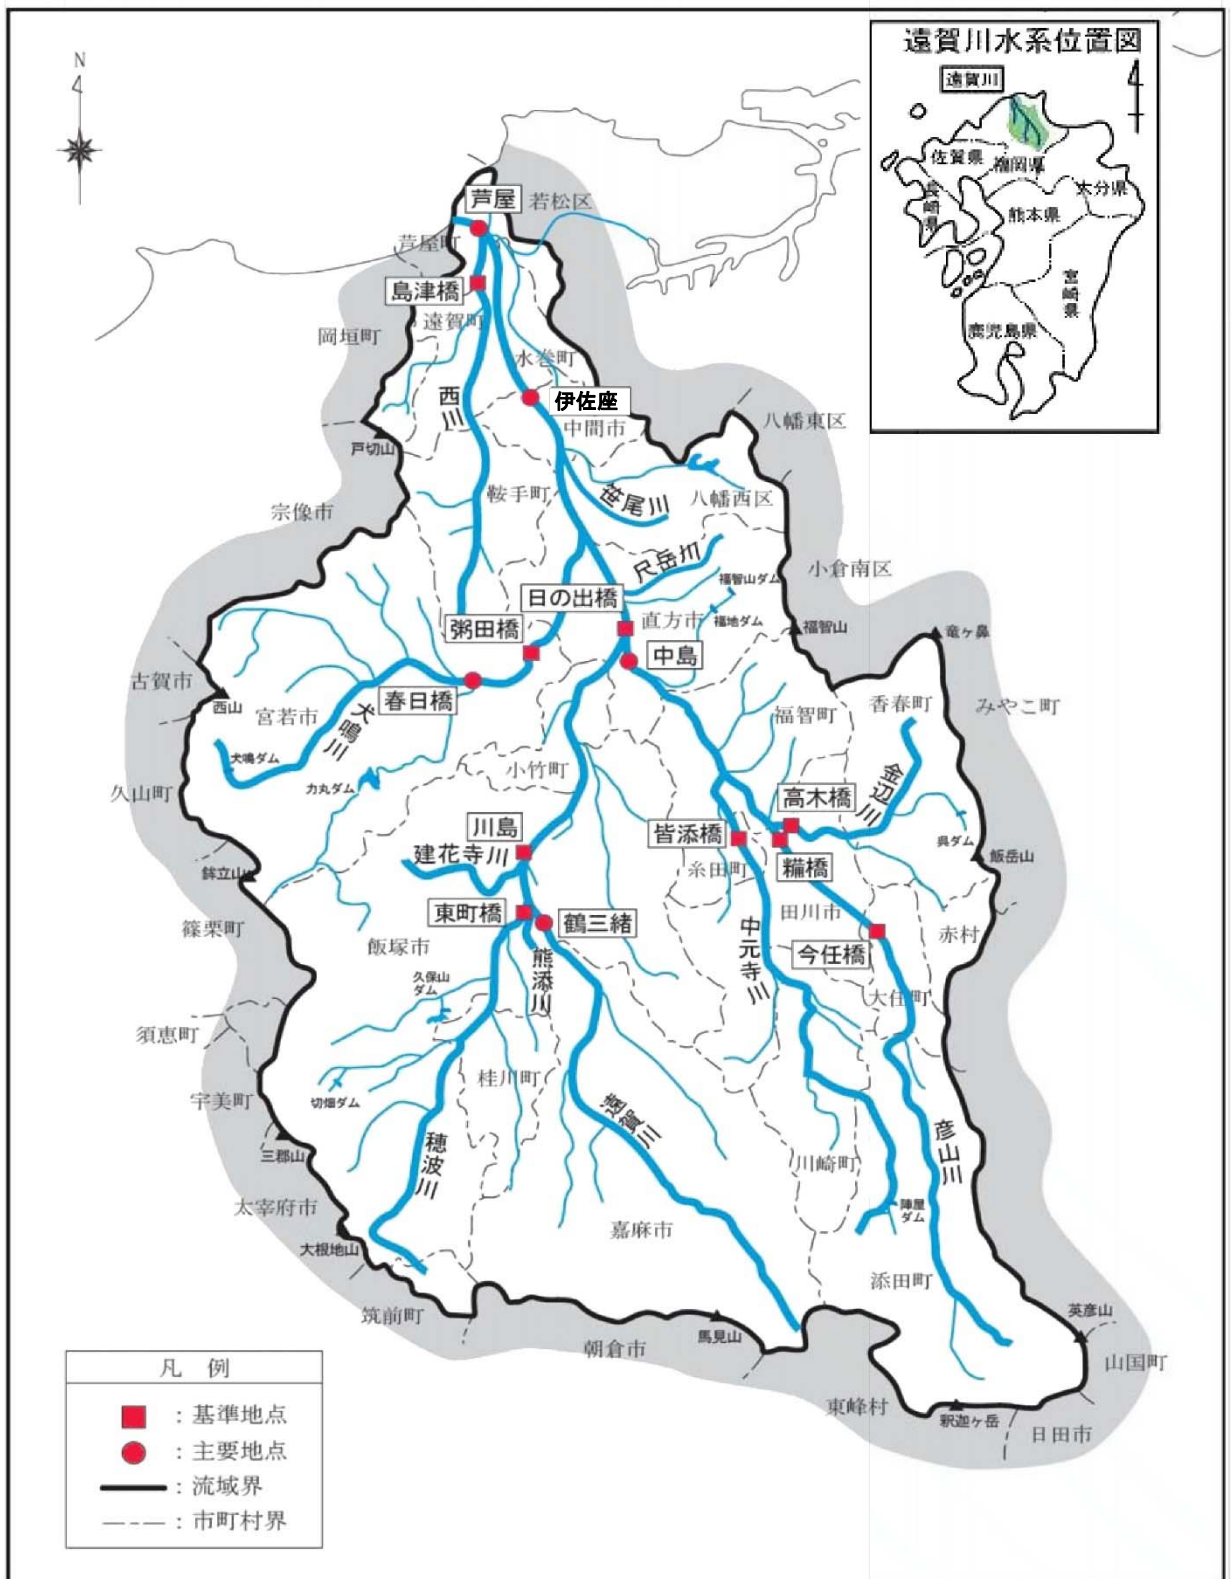 遠賀川水系位置図
遠賀川
佐賀県
福岡県
大分県
長崎県
熊本県
宮崎県
鹿児島県
N
芦屋
若松区
芦屋町
島津橋
遠賀町
岡垣町
水巻町
西川
伊佐座
中間市
八幡東区
戸切山
鞍手町
笹尾川
八幡西区
宗像市
尺岳川
小倉南区
福智山ダム
日の出橋
直方市
福地ダム
福智山
竜ヶ鼻
粥田橋
中島
古賀市
西山
宮若市
春日橋
犬鳴川
福智町
香春町
みやこ町
犬鳴ダム
力丸ダム
小竹町
久山町
金辺川
高木橋
川島
皆添橋
呉ダム
飯岳山
建花寺川
糸田町
糒橋
鉾立山
東町橋
鶴三緒
田川市
篠栗町
飯塚市
中元寺川
今任橋
赤村
熊添川
久保山
ダム
大任町
須恵町
桂川町
宇美町
切畑ダム
遠賀川
三郡山
穂波川
彦山川
川崎町
太宰府市
大根地山
嘉麻市
陣屋
ダム
添田町
筑前町
朝倉市
馬見山
英彦山
山国町
東峰村
釈迦ヶ岳
日田市
凡 例
：基準地点
：主要地点
：流域界
：市町村界